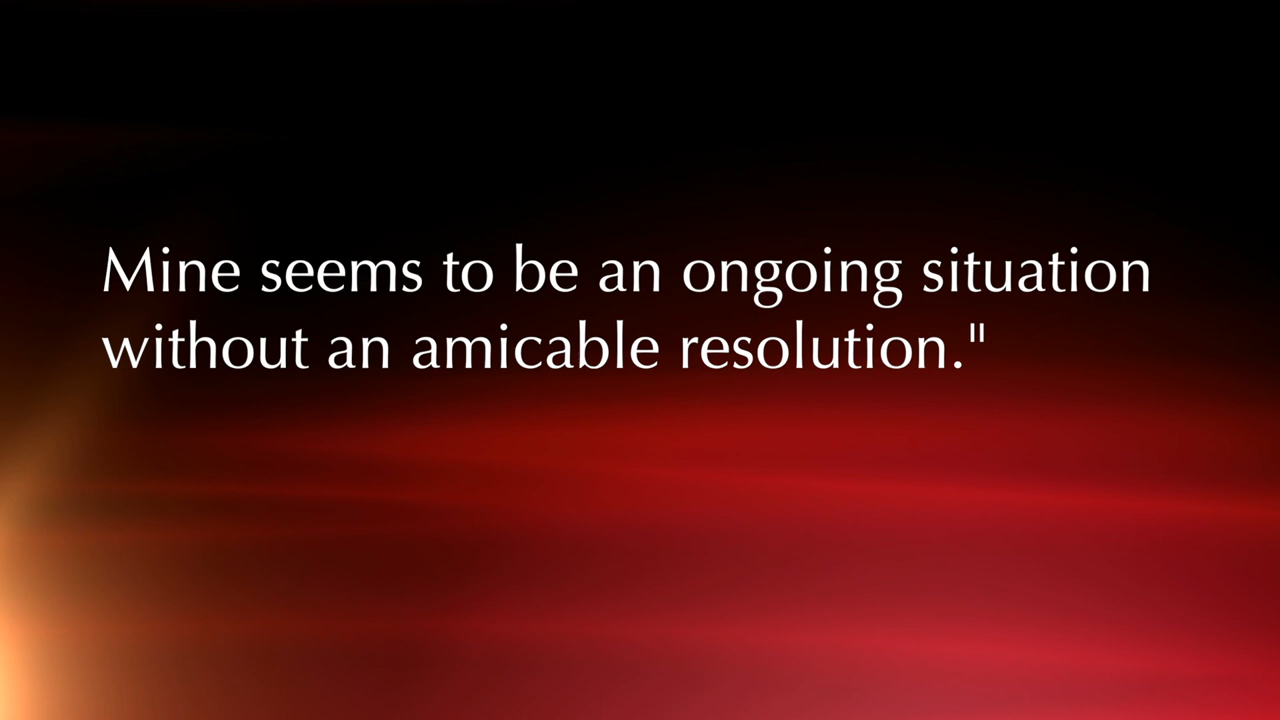 Mine seems to be an ongoing situation
without an amicable resolution."